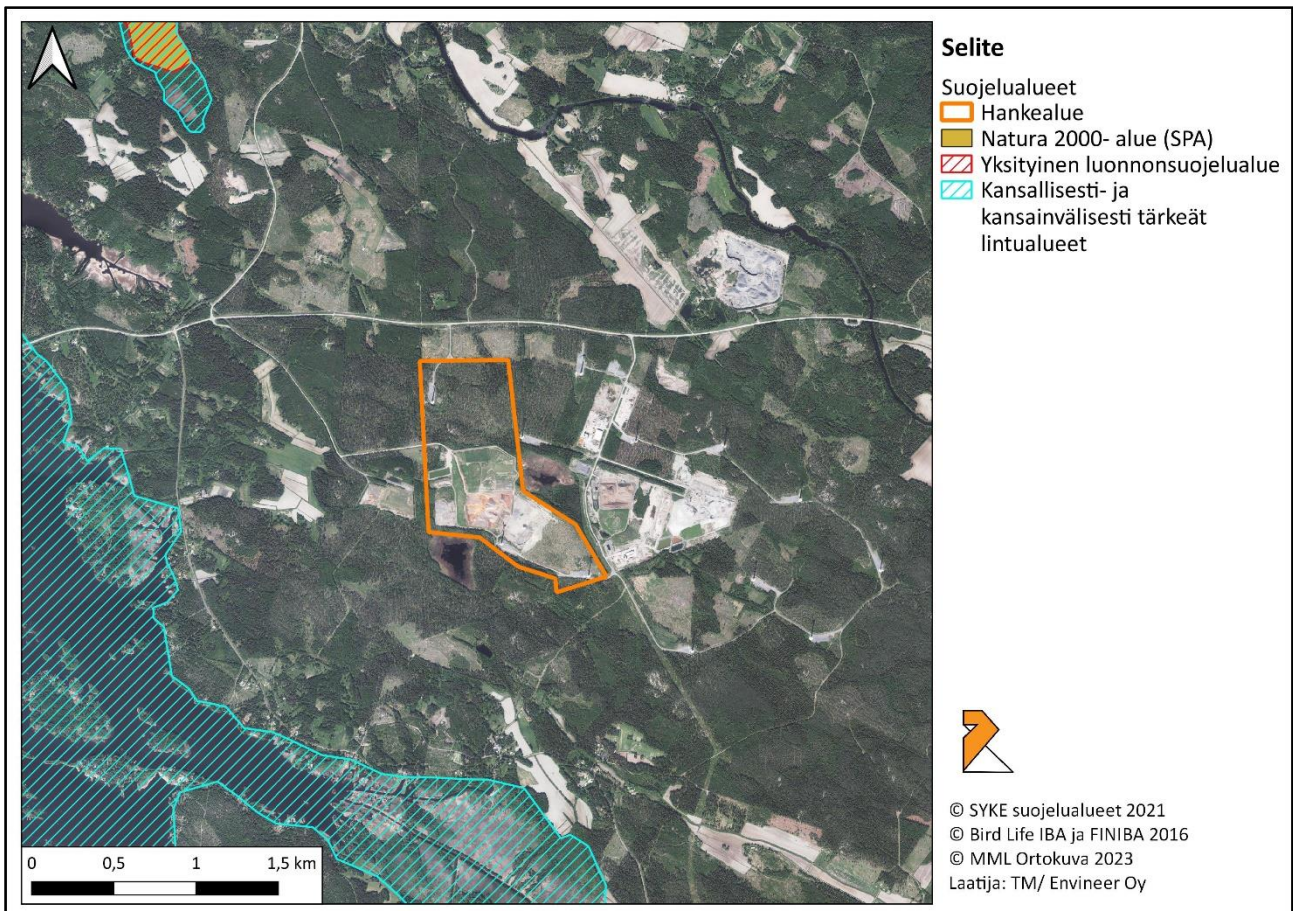 Selite
Suojelualueet
Hankealue
Natura 2000- alue (SPA)
Yksityinen luonnonsuojelualue
Kansallisesti- ja
kansainvälisesti tärkeät
lintualueet
0 0,5 1 1,5 km
© SYKE suojelualueet 2021
© Bird Life IBA ja FINIBA 2016
© MML Ortokuva 2023
Laatija: TM/ Envineer Oy